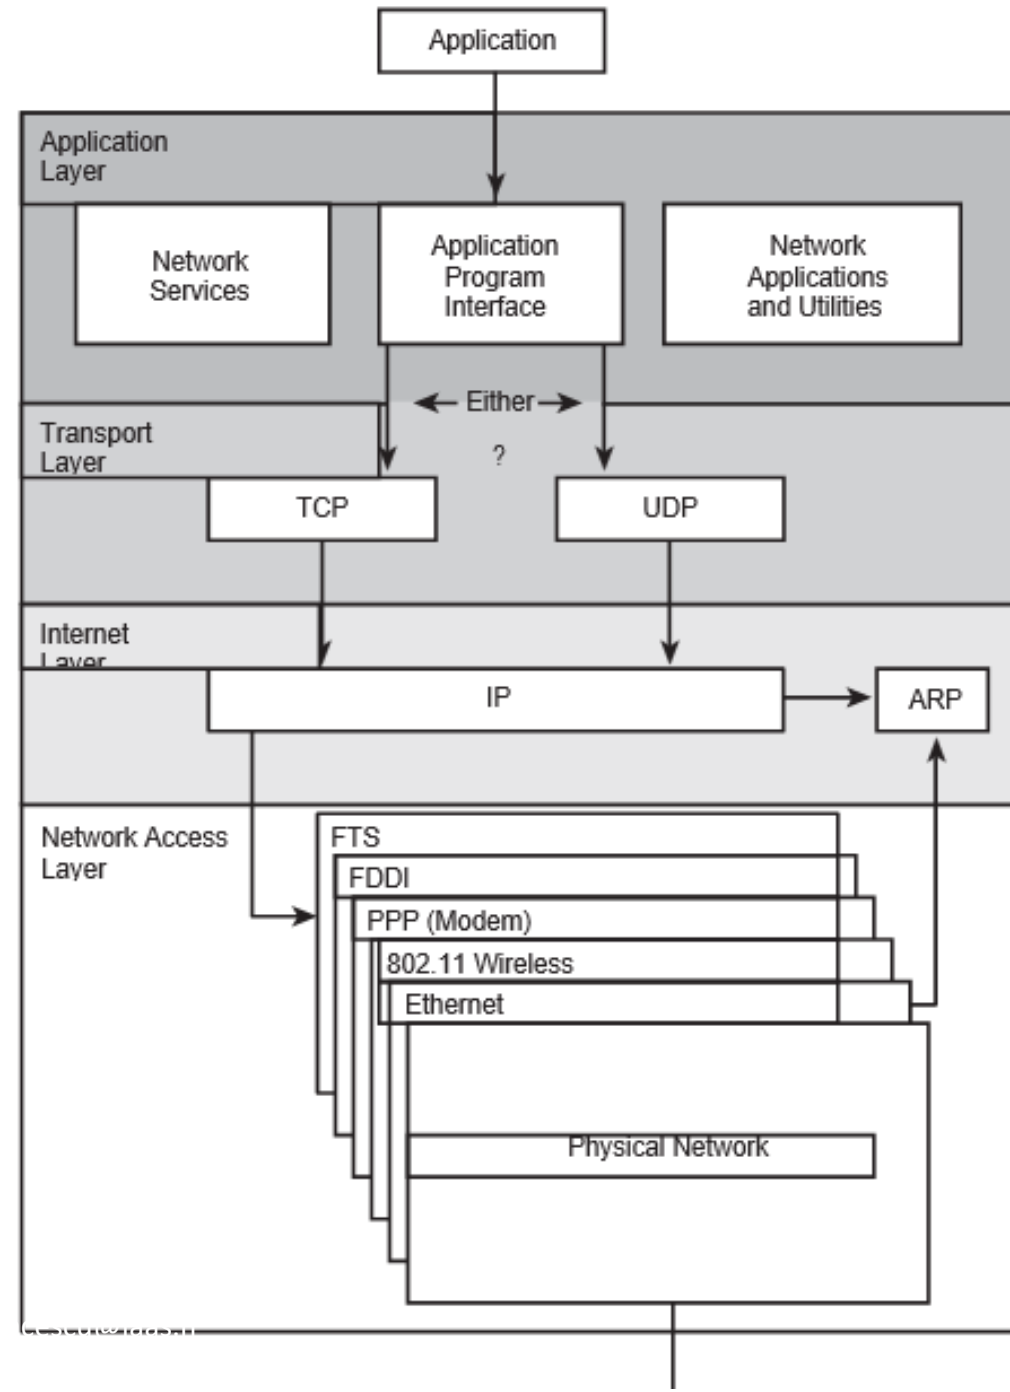 Application
Application
Layer
Network
Services
Application
Program
Interface
Network
Applications
and Utilities
Either
?
Transport
Layer
TCP
UDP
Internet
Layer
IP
ARP
Network Access
Layer
FTS
FDDI
PPP (Modem)
802.11 Wireless
Ethernet
Physical Network